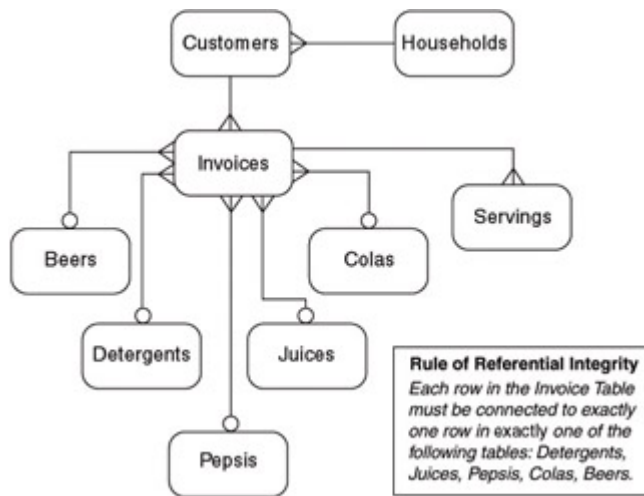 Customers
Households
Invoices
Servings
Beers
Colas
Detergents
Juices
Pepsis
Rule of Referential Integrity
Each row in the Invoice Table
must be connected to exactly
one row in exactly one of the
following tables: Detergents,
Juices, Pepsis, Colas, Beers.